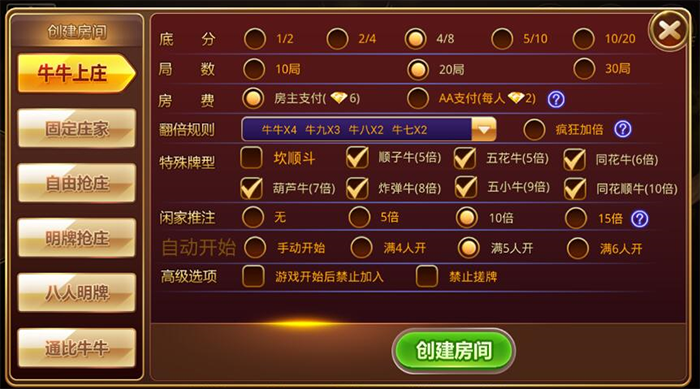 创建房间
牛牛上庄
固定庄家
自由抢庄
明牌抢庄
八人明牌
通比牛牛
底 分 1/2 2/4 4/8 5/10 10/20
局 数 10局 20局 30局
房 费 房主支付(6) AA支付(每人2) ?
翻倍规则 牛牛X4 牛九X3 牛八X2 牛七X2 疯狂加倍 ?
特殊牌型 坎顺斗 顺子牛(5倍) 五花牛(5倍) 同花牛(6倍)
葫芦牛(7倍) 炸弹牛(8倍) 五小牛(9倍) 同花顺牛(10倍)
闲家推注 无 5倍 10倍 15倍 ?
自动开始 手动开始 满4人开 满5人开 满6人开
高级选项 游戏开始后禁止加入 禁止搓牌
创建房间